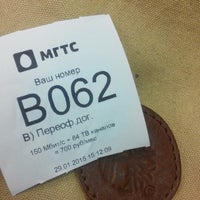 МГТС
Ваш номер
B062
B) Переоф.дог.
150 Мбит/с + 64 ТВ каналов
= 700 руб/мес
29.01.2015 15:12:09